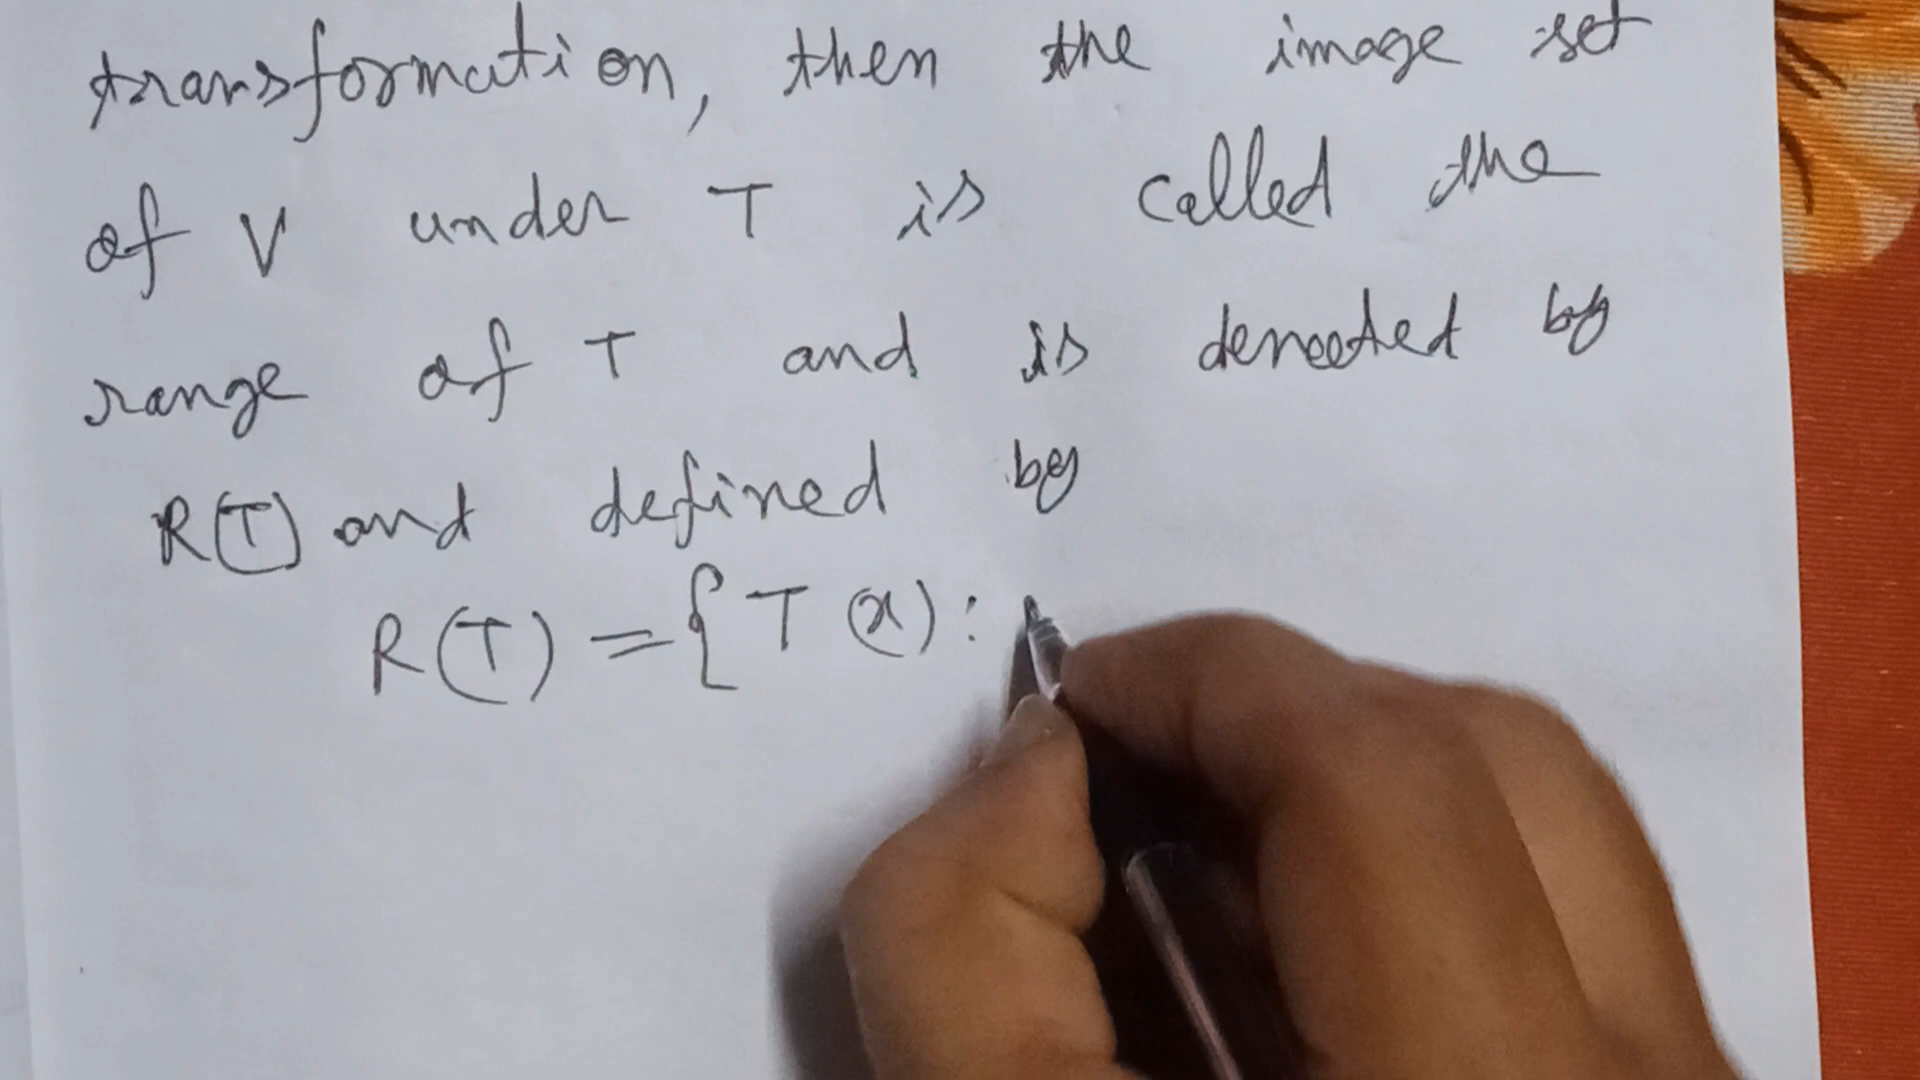 transformation, then the image set
of V under T is called the
range of T and is denoted by
R(T) and defined by
R(T) = { T (x) :